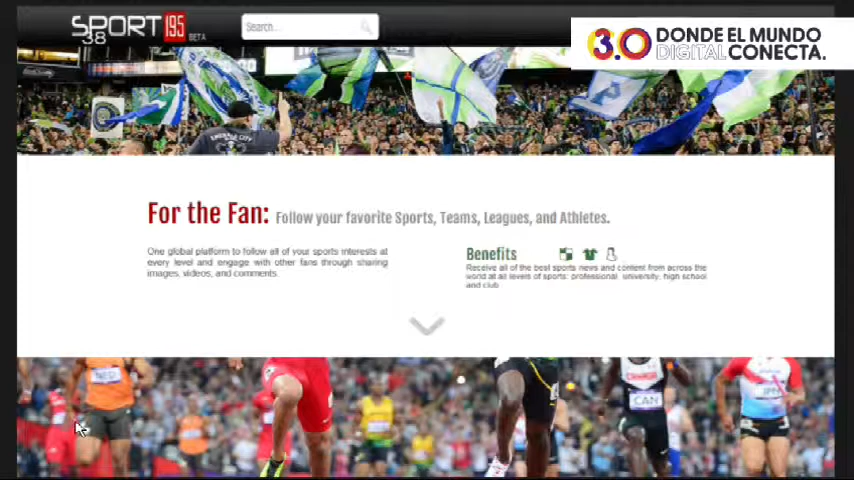 SPORT 195
BETA
38
Search...
3.0 DONDE EL MUNDO
DIGITAL CONECTA.
EMERALD CITY
For the Fan: Follow your favorite Sports, Teams, Leagues, and Athletes.
One global platform to follow all of your sports interests at
every level and engage with other fans through sharing
images, videos, and comments
Benefits
Receive all of the best sports news and content from across the
world at all levels of sports: professional, university, high school
and club
CAN